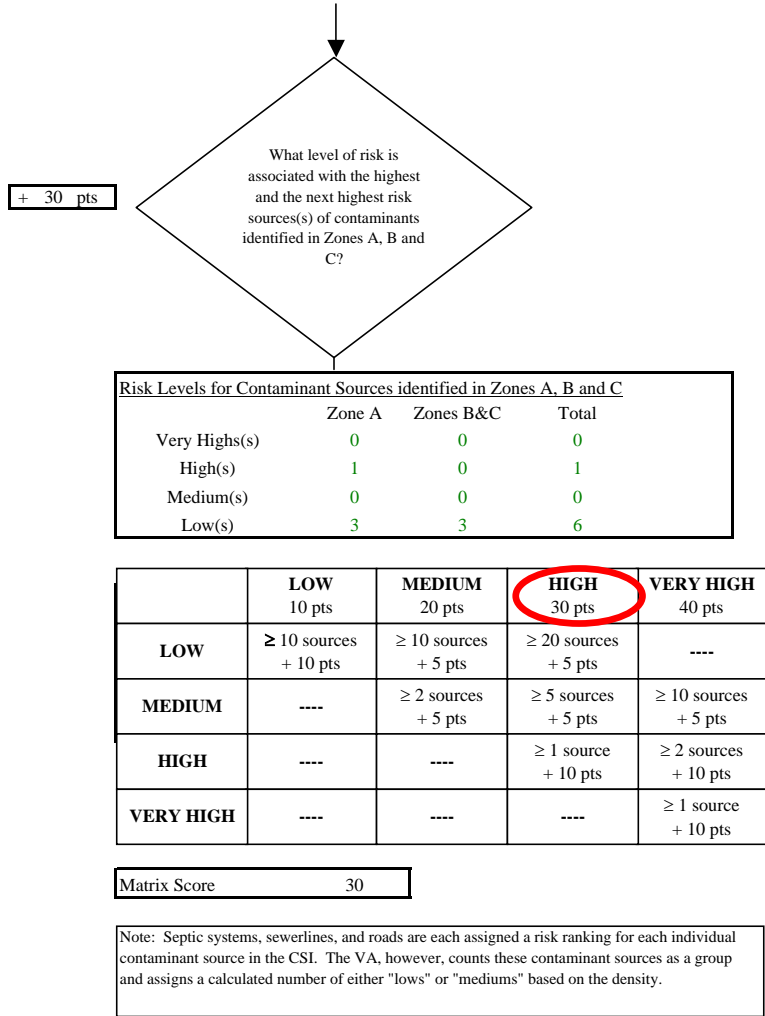 What level of risk is
associated with the highest
and the next highest risk
sources(s) of contaminants
identified in Zones A, B and
C?
+ 30 pts
Risk Levels for Contaminant Sources identified in Zones A, B and C
Zone A Zones B&C Total
Very Highs(s) 0 0 0
High(s) 1 0 1
Medium(s) 0 0 0
Low(s) 3 3 6
LOW MEDIUM HIGH VERY HIGH
10 pts 20 pts 30 pts 40 pts
LOW ≥ 10 sources ≥ 10 sources ≥ 20 sources ----
+ 10 pts + 5 pts + 5 pts
MEDIUM ---- ≥ 2 sources ≥ 5 sources ≥ 10 sources
+ 5 pts + 5 pts + 5 pts
HIGH ---- ---- ≥ 1 source ≥ 2 sources
+ 10 pts + 10 pts
VERY HIGH ---- ---- ---- ≥ 1 source
+ 10 pts
Matrix Score 30
Note: Septic systems, sewerlines, and roads are each assigned a risk ranking for each individual
contaminant source in the CSI. The VA, however, counts these contaminant sources as a group
and assigns a calculated number of either "lows" or "mediums" based on the density.